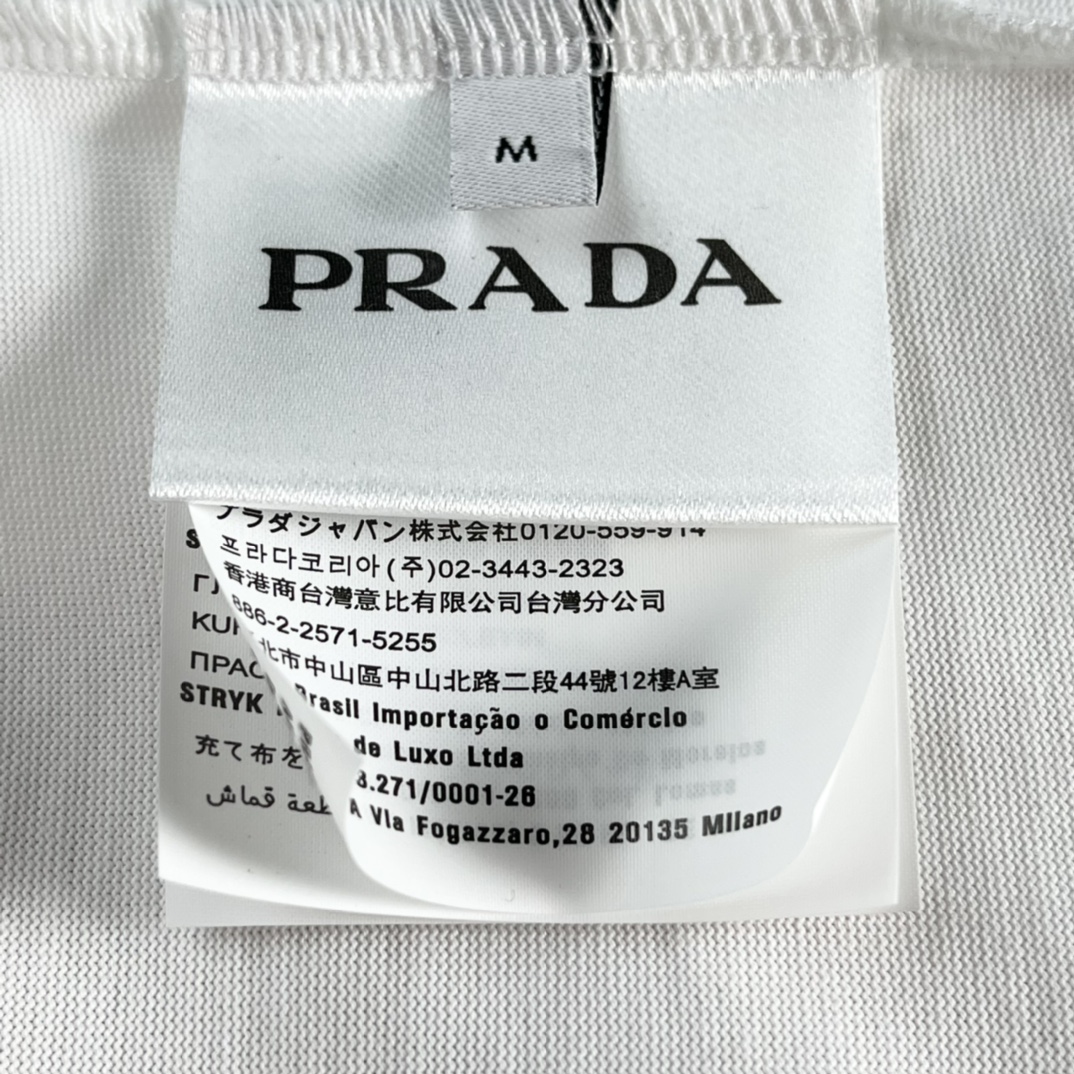 M
PRADA
プラダジャパン株式会社0120-559-914
프라다코리아(주)02-3443-2323
香港商台灣意比有限公司台灣分公司
886-2-2571-5255
北市中山區中山北路二段44號12樓A室
Brasil Importação o Comércio
de Luxo Ltda
3.271/0001-26
A Via Fogazzaro,28 20135 Milano
STRYK
充て布を
قماش